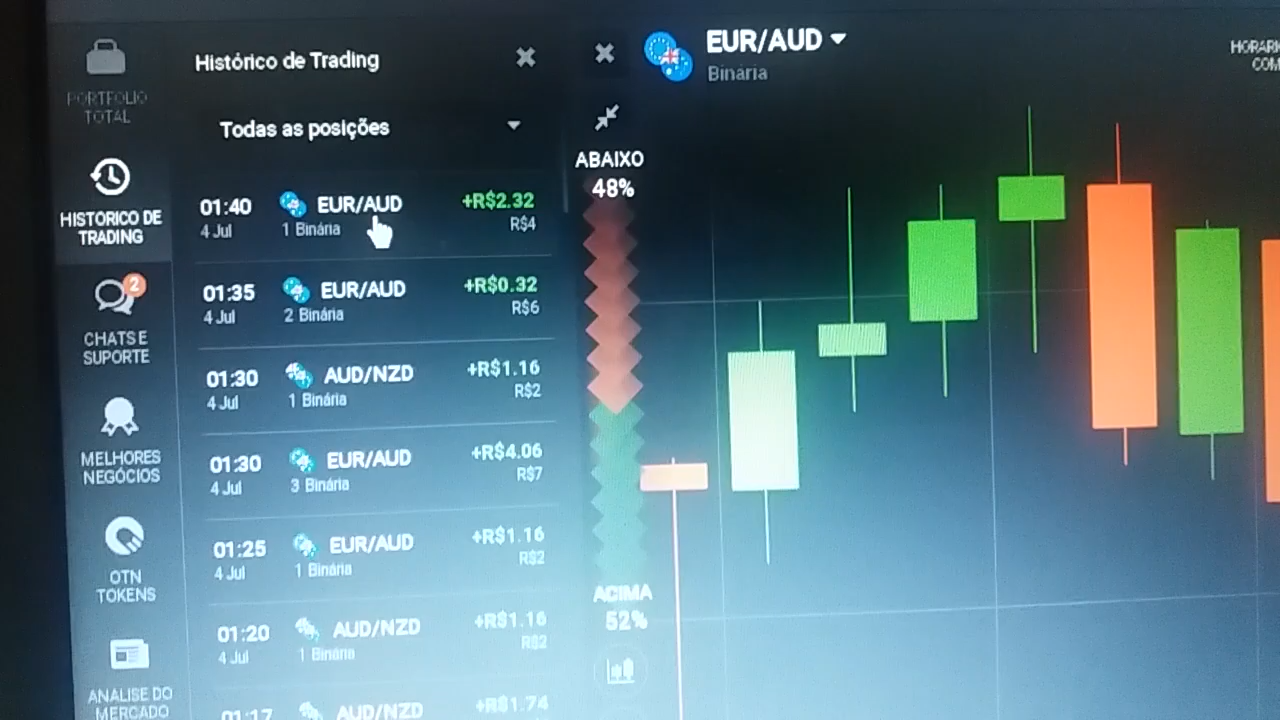 PORTFOLIO
TOTAL
HISTORICO DE
TRADING
2
CHATS E
SUPORTE
MELHORES
NEGÓCIOS
OTN
TOKENS
ANÁLISE DO
MERCADO
Histórico de Trading
Todas as posições
01:40 EUR/AUD +R$2.32
4 Jul 1 Binária R$4
01:35 EUR/AUD +R$0.32
4 Jul 2 Binária R$6
01:30 AUD/NZD +R$1.16
4 Jul 1 Binária R$2
01:30 EUR/AUD +R$4.06
4 Jul 3 Binária R$7
01:25 EUR/AUD +R$1.16
4 Jul 1 Binária R$2
01:20 AUD/NZD +R$1.16
4 Jul 1 Binária R$2
01:17 AUD/NZD +R$1.74
ABAIXO
48%
ACIMA
52%
EUR/AUD
Binária